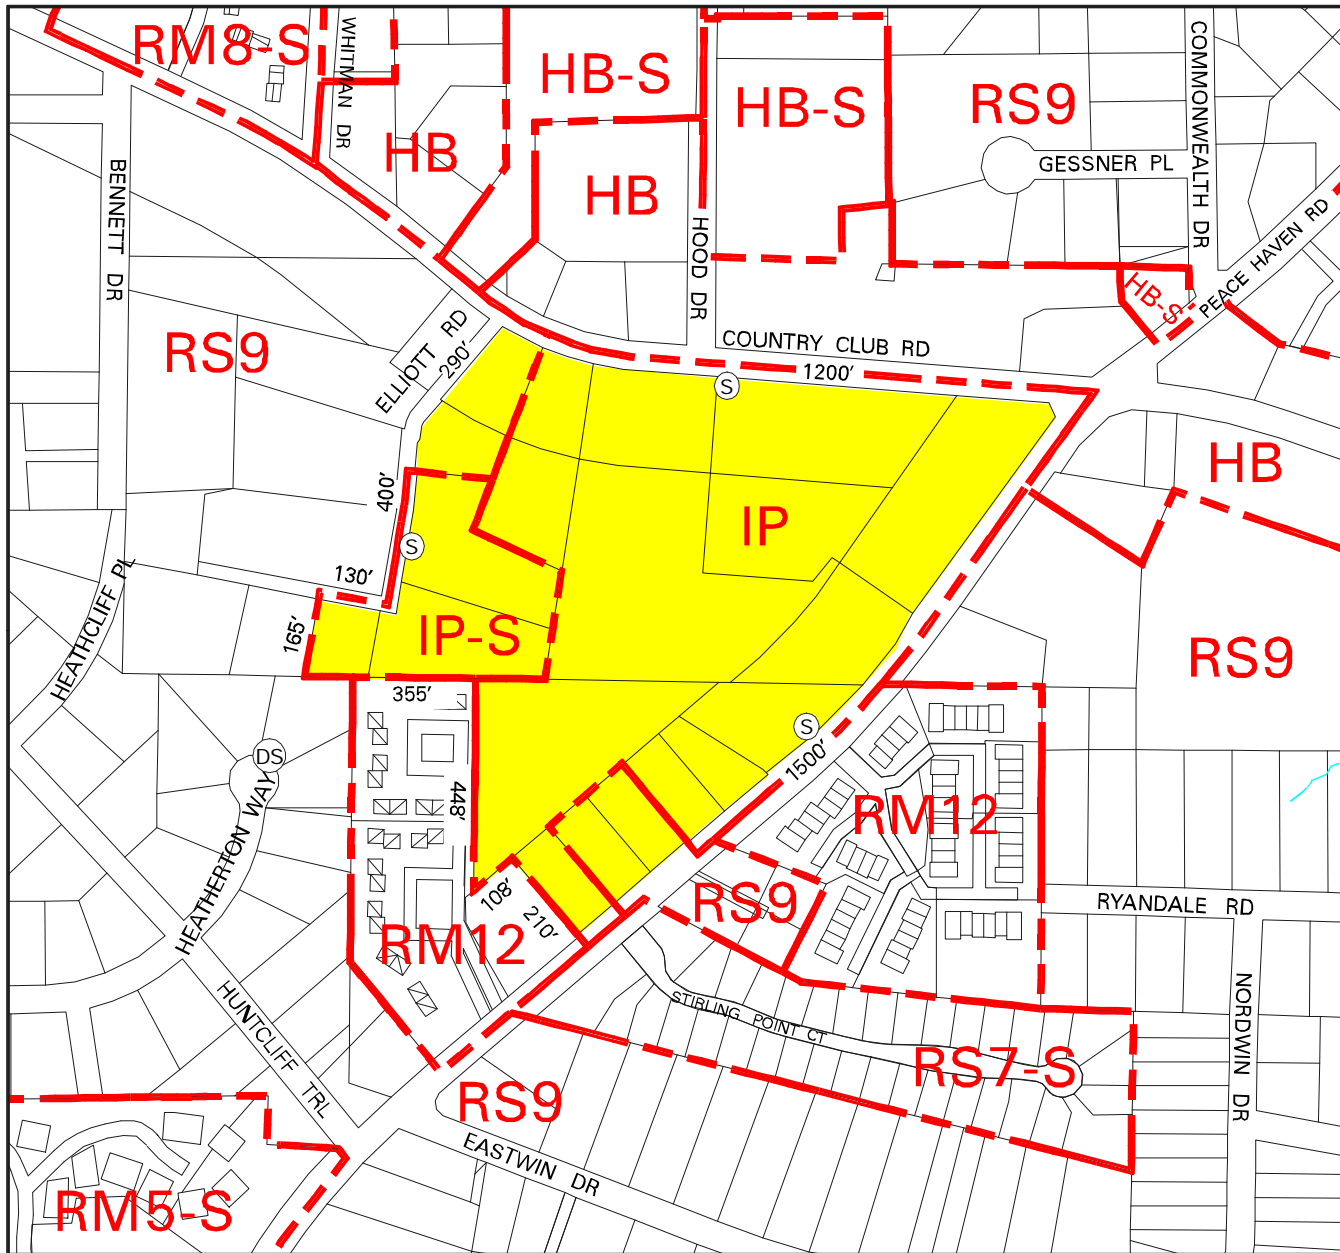 RM8-S
WHITMAN DR
HB-S
HB-S
RS9
COMMONWEALTH DR
HB
HB
GESSNER PL
BENNETT DR
HOOD DR
PEACE HAVEN RD
HB-S
RS9
ELLIOTT RD
290'
COUNTRY CLUB RD
1200'
S
HB
400'
IP
S
130'
HEATHCLIFF PL
165'
IP-S
RS9
355'
S
DS
1500'
448'
RM12
HEATHERTON WAY
108'
210'
RS9
RYANDALE RD
RM12
HUNTCLIFF TRL
STIRLING POINT CT
NORDWIN DR
RS7-S
RS9
EASTWIN DR
RM5-S